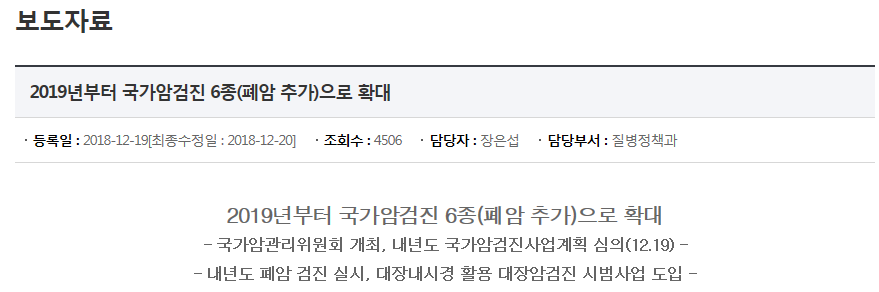 보도자료
2019년부터 국가암검진 6종(폐암 추가)으로 확대
· 등록일 : 2018-12-19[최종수정일 : 2018-12-20] · 조회수 : 4506 · 담당자 : 장은섭 · 담당부서 : 질병정책과
2019년부터 국가암검진 6종(폐암 추가)으로 확대
- 국가암관리위원회 개최, 내년도 국가암검진사업계획 심의(12.19) -
- 내년도 폐암 검진 실시, 대장내시경 활용 대장암검진 시범사업 도입 -